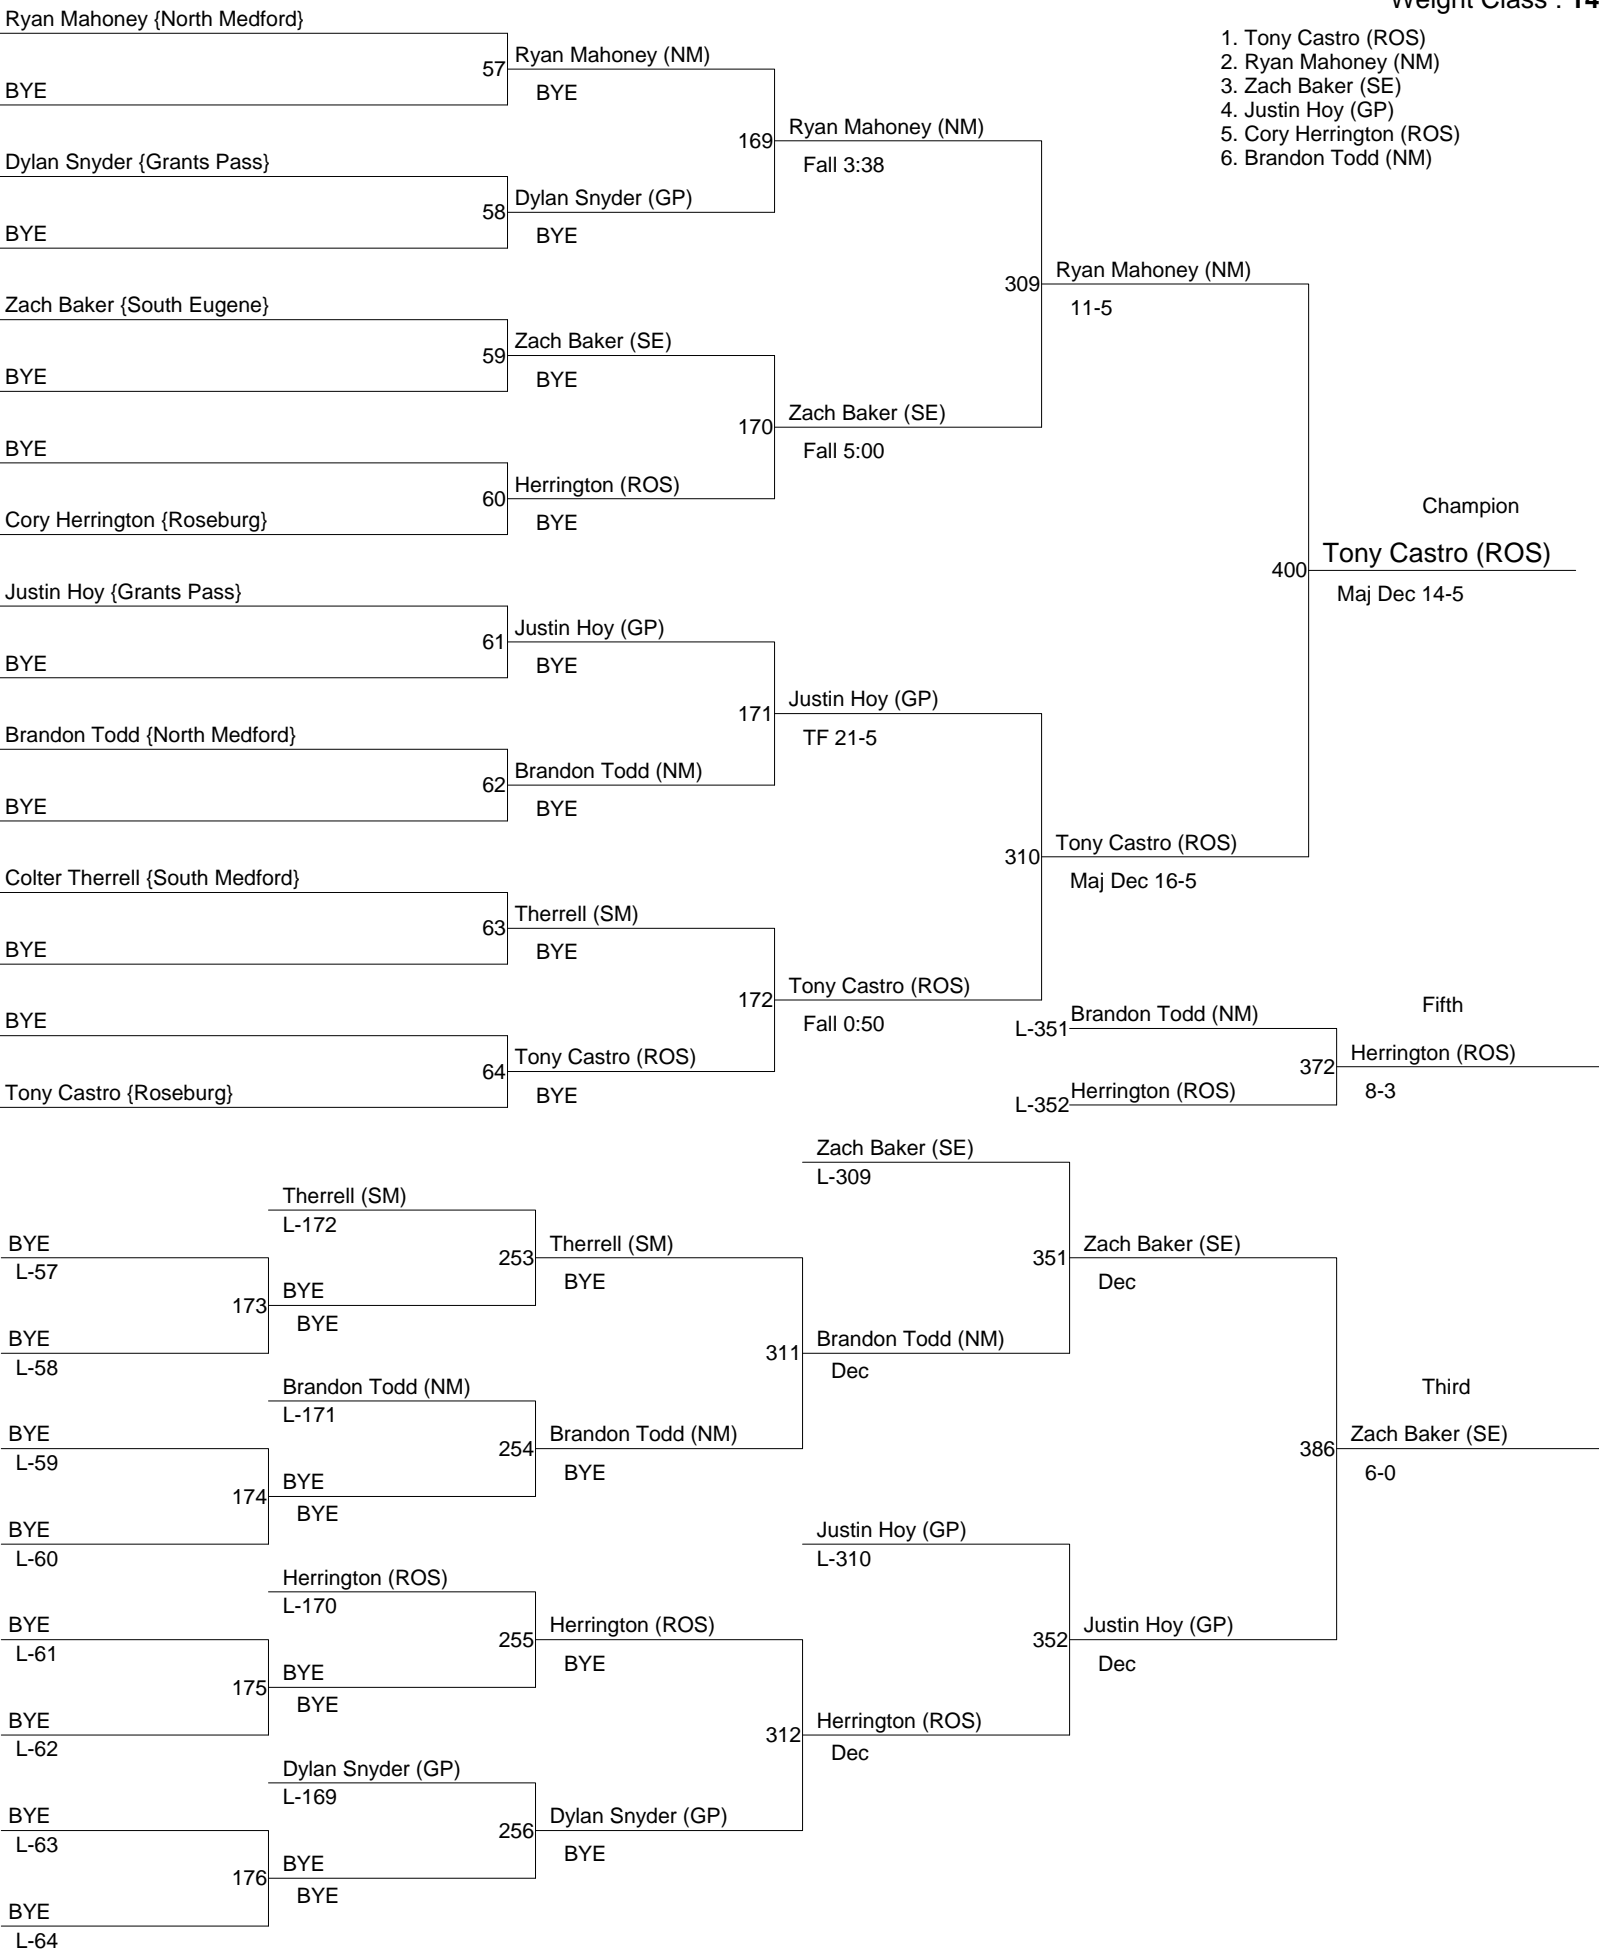 Weight Class : 14
1. Tony Castro (ROS)
2. Ryan Mahoney (NM)
3. Zach Baker (SE)
4. Justin Hoy (GP)
5. Cory Herrington (ROS)
6. Brandon Todd (NM)
Ryan Mahoney {North Medford}
BYE
Dylan Snyder {Grants Pass}
BYE
Zach Baker {South Eugene}
BYE
BYE
Cory Herrington {Roseburg}
Justin Hoy {Grants Pass}
BYE
Brandon Todd {North Medford}
BYE
Colter Therrell {South Medford}
BYE
BYE
Tony Castro {Roseburg}
57
Ryan Mahoney (NM)
BYE
58
Dylan Snyder (GP)
BYE
59
Zach Baker (SE)
BYE
60
Herrington (ROS)
BYE
61
Justin Hoy (GP)
BYE
62
Brandon Todd (NM)
BYE
63
Therrell (SM)
BYE
64
Tony Castro (ROS)
BYE
169
Ryan Mahoney (NM)
Fall 3:38
170
Zach Baker (SE)
Fall 5:00
171
Justin Hoy (GP)
TF 21-5
172
Tony Castro (ROS)
Fall 0:50
309
Ryan Mahoney (NM)
11-5
310
Tony Castro (ROS)
Maj Dec 16-5
Champion
400
Tony Castro (ROS)
Maj Dec 14-5
L-351
Brandon Todd (NM)
L-352
Herrington (ROS)
Fifth
372
Herrington (ROS)
8-3
BYE
L-57
BYE
L-58
BYE
L-59
BYE
L-60
BYE
L-61
BYE
L-62
BYE
L-63
BYE
L-64
Therrell (SM)
L-172
173
BYE
BYE
Brandon Todd (NM)
L-171
174
BYE
BYE
Herrington (ROS)
L-170
175
BYE
BYE
Dylan Snyder (GP)
L-169
176
BYE
BYE
253
Therrell (SM)
BYE
254
Brandon Todd (NM)
BYE
255
Herrington (ROS)
BYE
256
Dylan Snyder (GP)
BYE
Zach Baker (SE)
L-309
311
Brandon Todd (NM)
Dec
Justin Hoy (GP)
L-310
312
Herrington (ROS)
Dec
351
Zach Baker (SE)
Dec
352
Justin Hoy (GP)
Dec
Third
386
Zach Baker (SE)
6-0